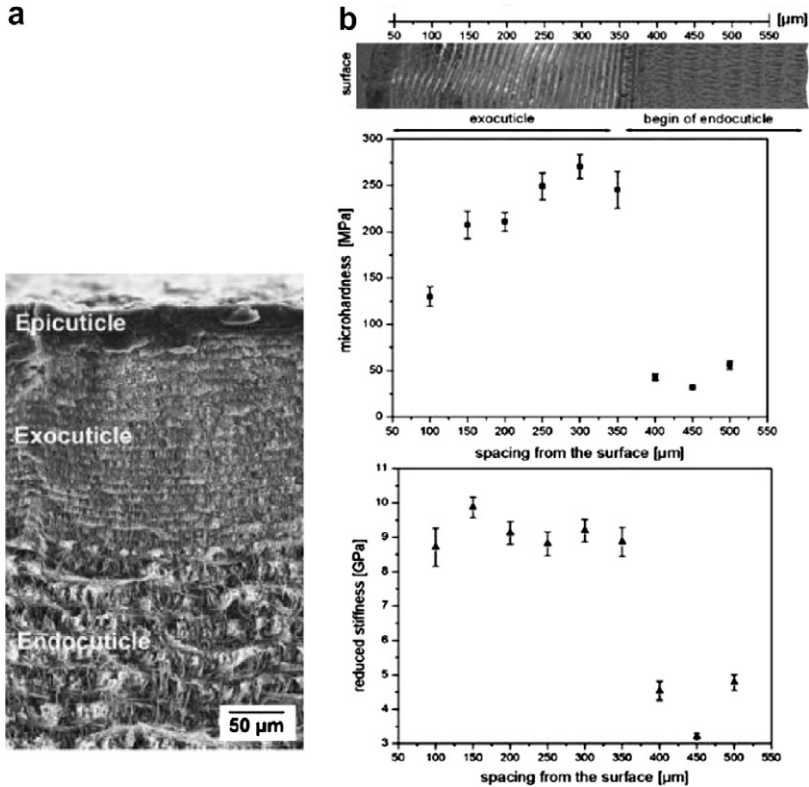 a
Epicuticle
Exocuticle
Endocuticle
50 µm
b
50 100 150 200 250 300 350 400 450 500 550 [µm]
surface
exocuticle begin of endocuticle
microhardness [MPa]
300
250
200
150
100
50
0
50 100 150 200 250 300 350 400 450 500 550
spacing from the surface [µm]
reduced stiffness [GPa]
11
10
9
8
7
6
5
4
3
50 100 150 200 250 300 350 400 450 500 550
spacing from the surface [µm]